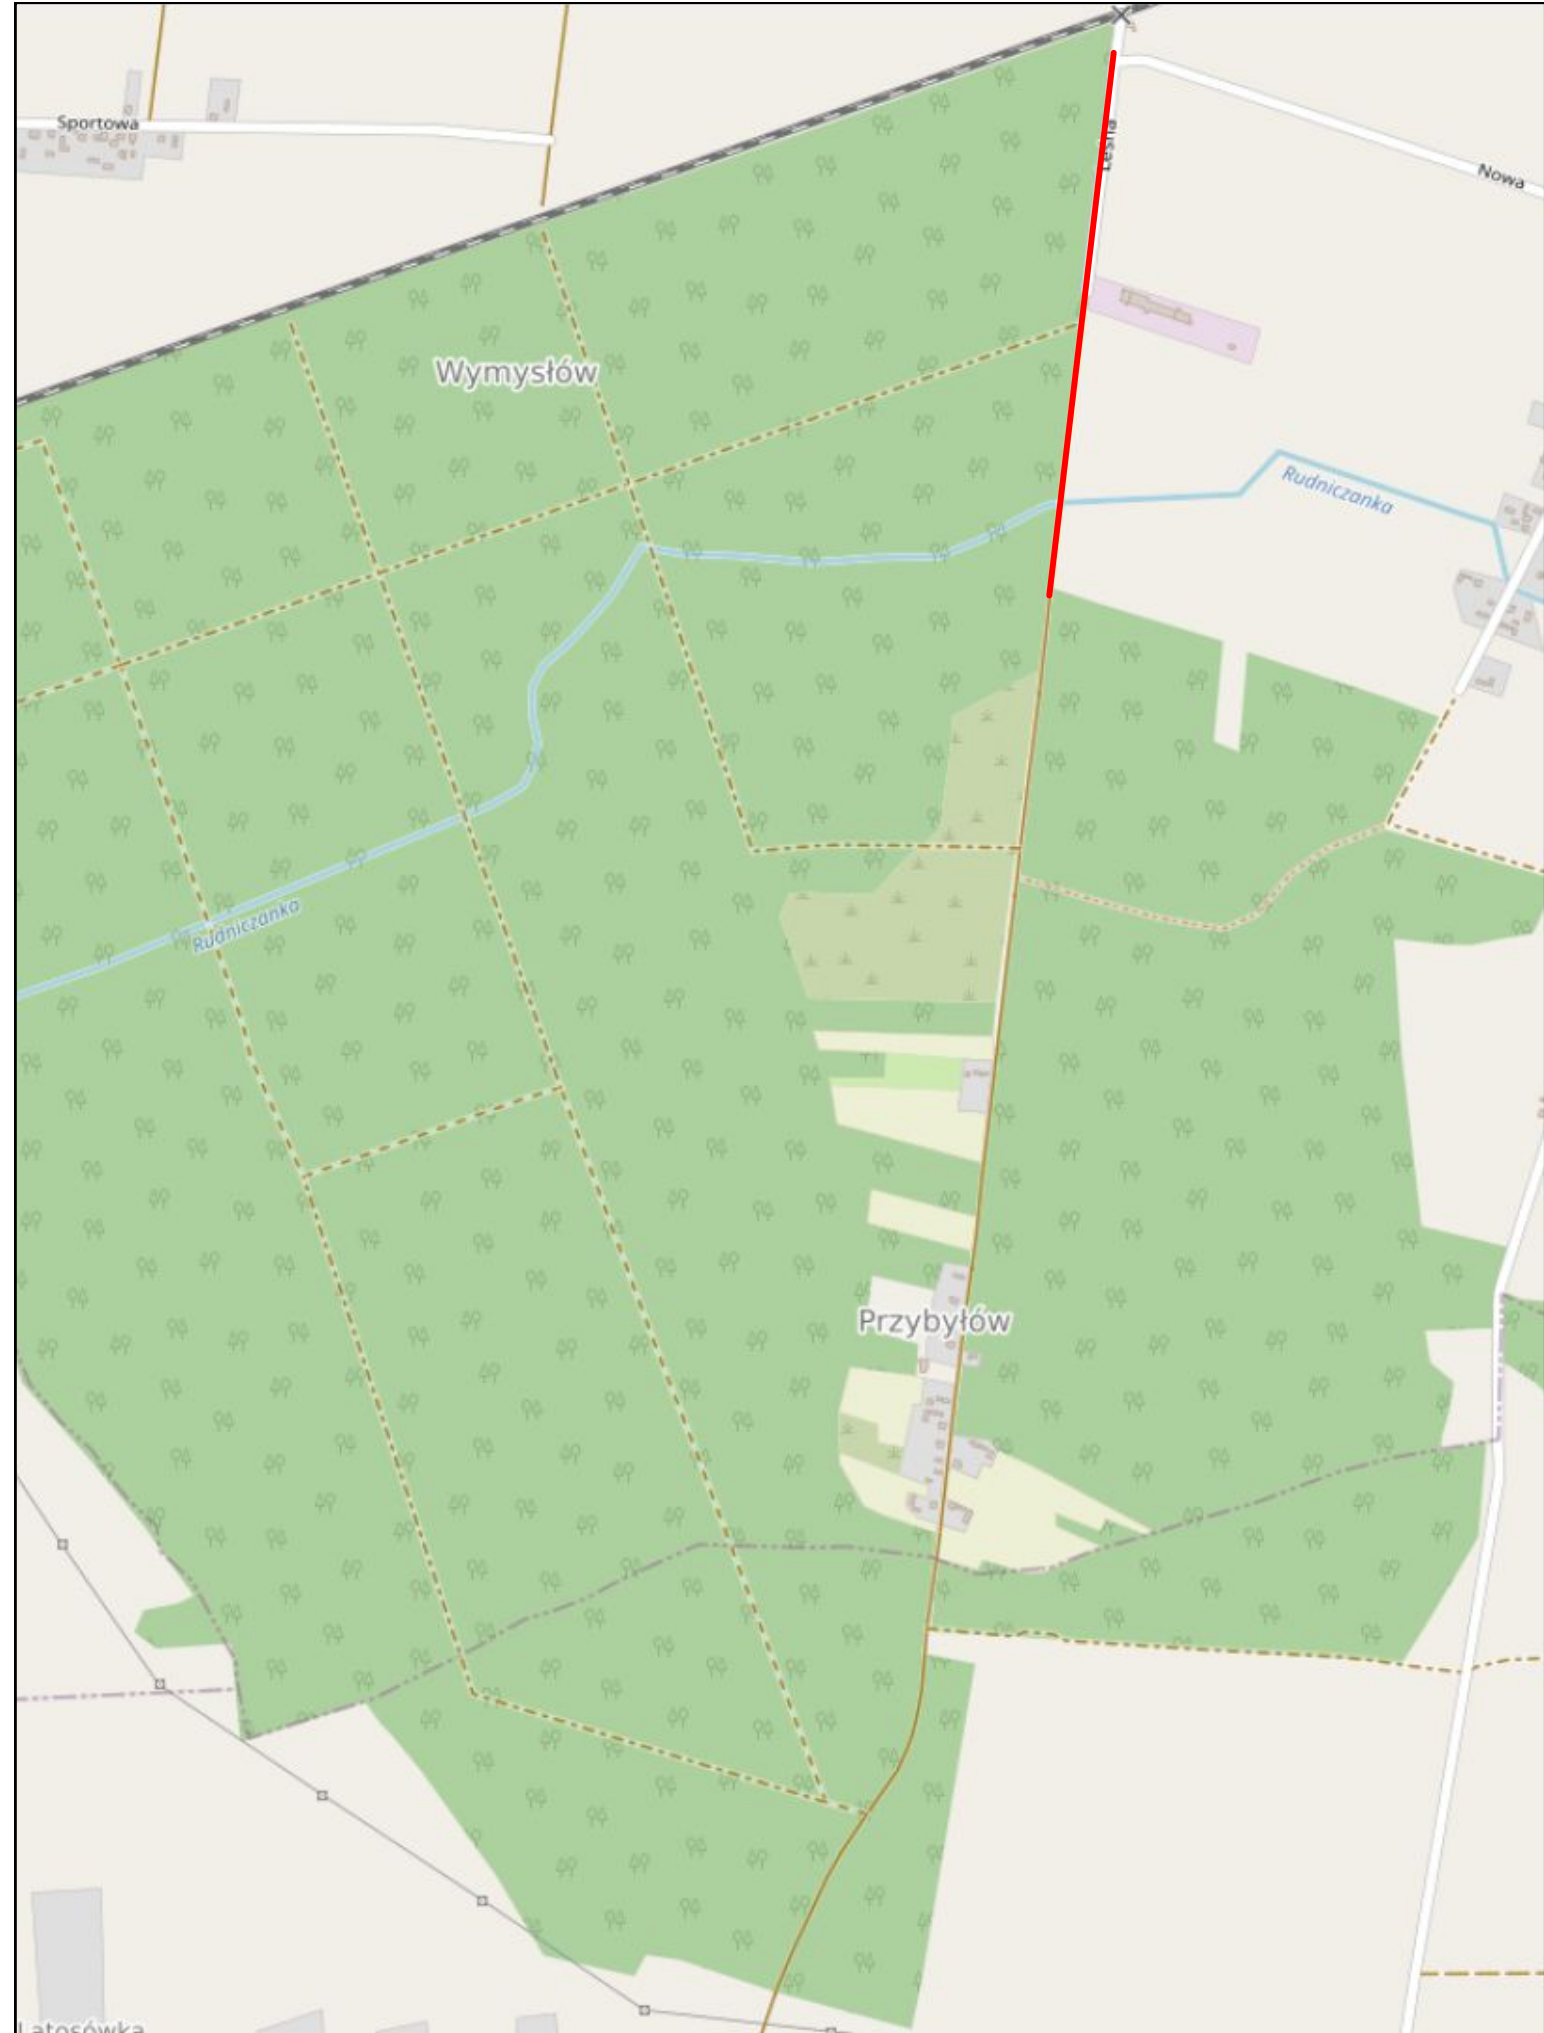 Sportowa
Leśna
Nowa
Wymysłów
Rudniczanka
Rudniczanka
Przybyłów
Latosówka